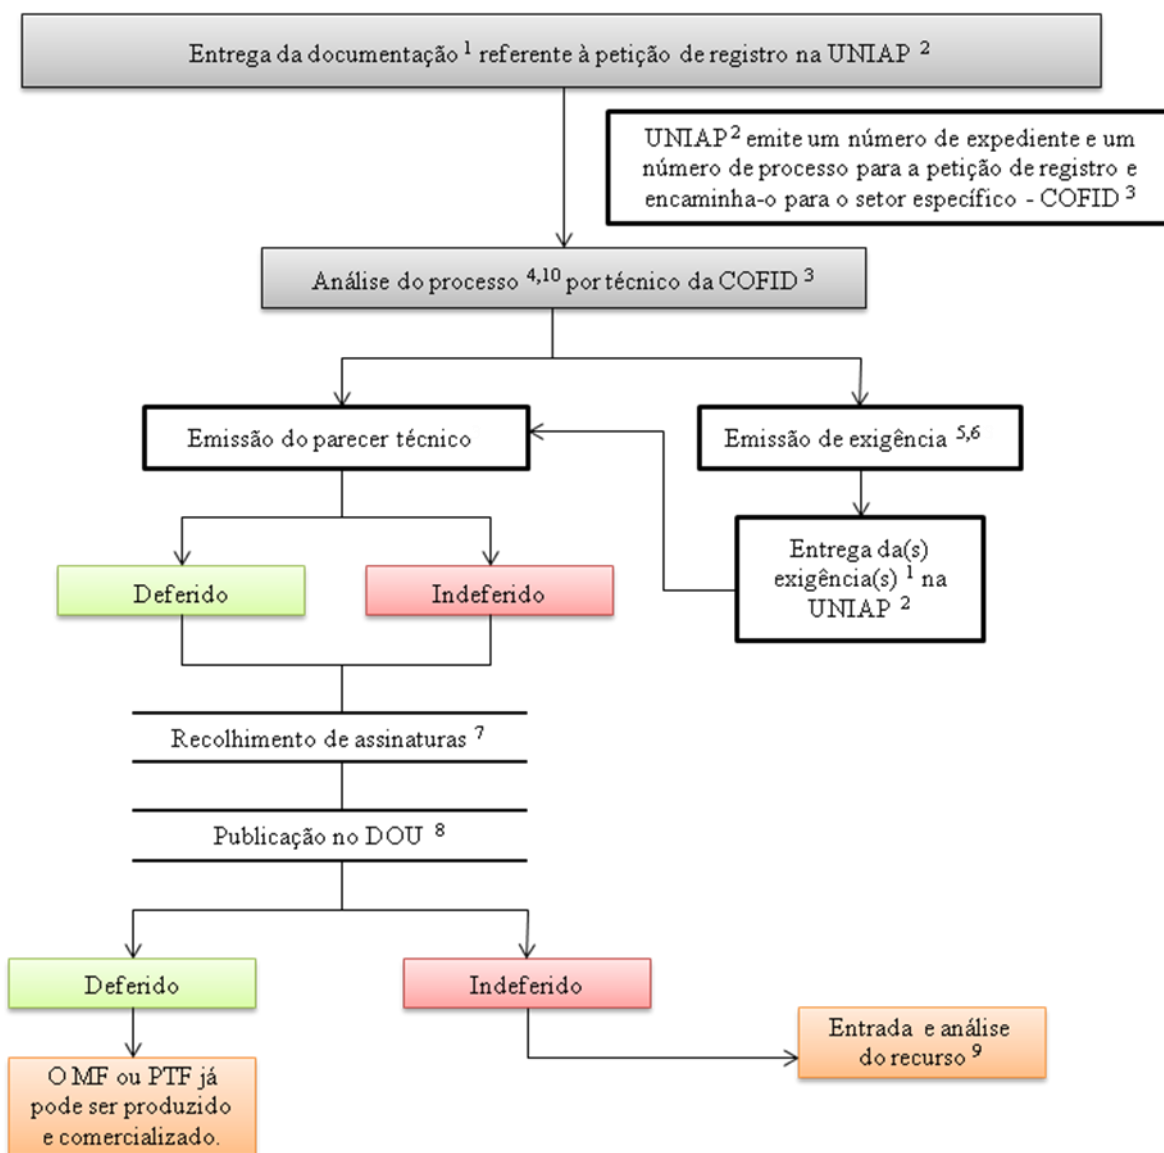 Entrega da documentação ¹ referente à petição de registro na UNIAP ²
UNIAP ² emite um número de expediente e um
número de processo para a petição de registro e
encaminha-o para o setor específico - COFID ³
Análise do processo ⁴,¹⁰ por técnico da COFID ³
Emissão do parecer técnico
Emissão de exigência ⁵,⁶
Entrega da(s)
exigência(s) ¹ na
UNIAP ²
Deferido
Indeferido
Recolhimento de assinaturas ⁷
Publicação no DOU ⁸
Deferido
Indeferido
Entrada e análise
do recurso ⁹
O MF ou PTF já
pode ser produzido
e comercializado.